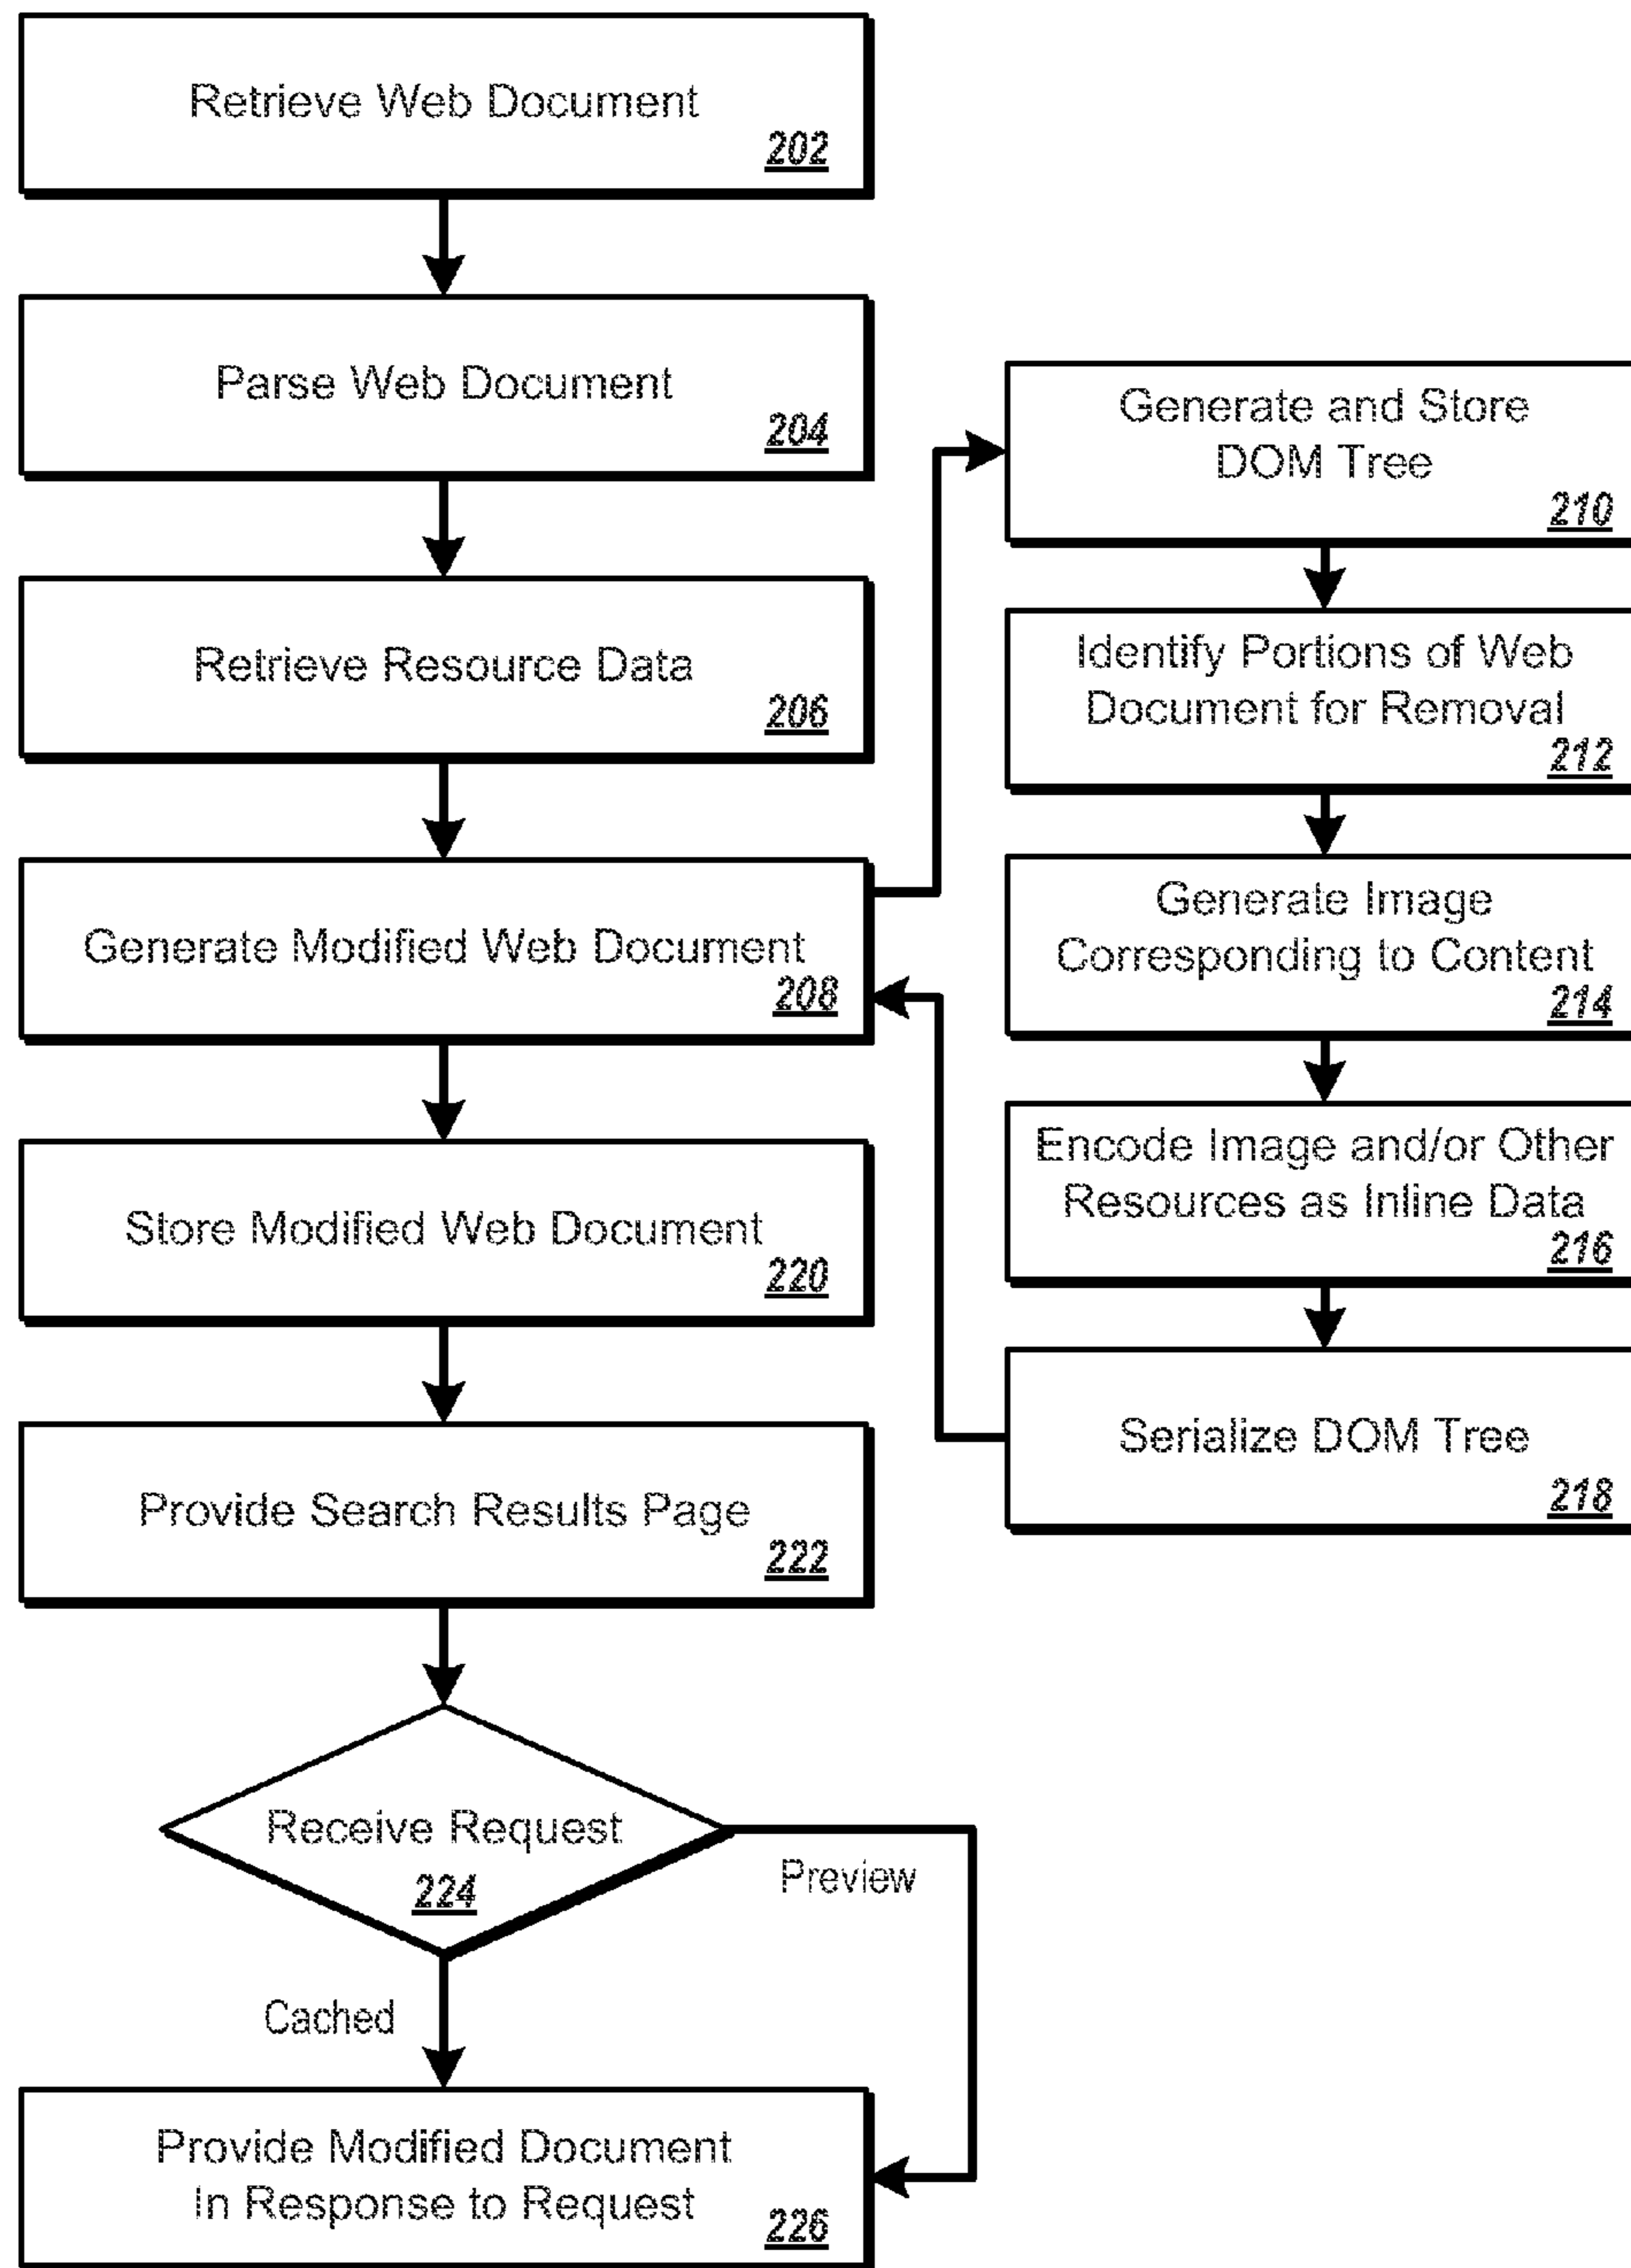 Retrieve Web Document
202
Parse Web Document
204
Retrieve Resource Data
206
Generate Modified Web Document
208
Generate and Store
DOM Tree
210
Identify Portions of Web
Document for Removal
212
Generate Image
Corresponding to Content
214
Encode Image and/or Other
Resources as Inline Data
216
Serialize DOM Tree
218
Store Modified Web Document
220
Provide Search Results Page
222
Receive Request
224
Preview
Cached
Provide Modified Document
in Response to Request
226